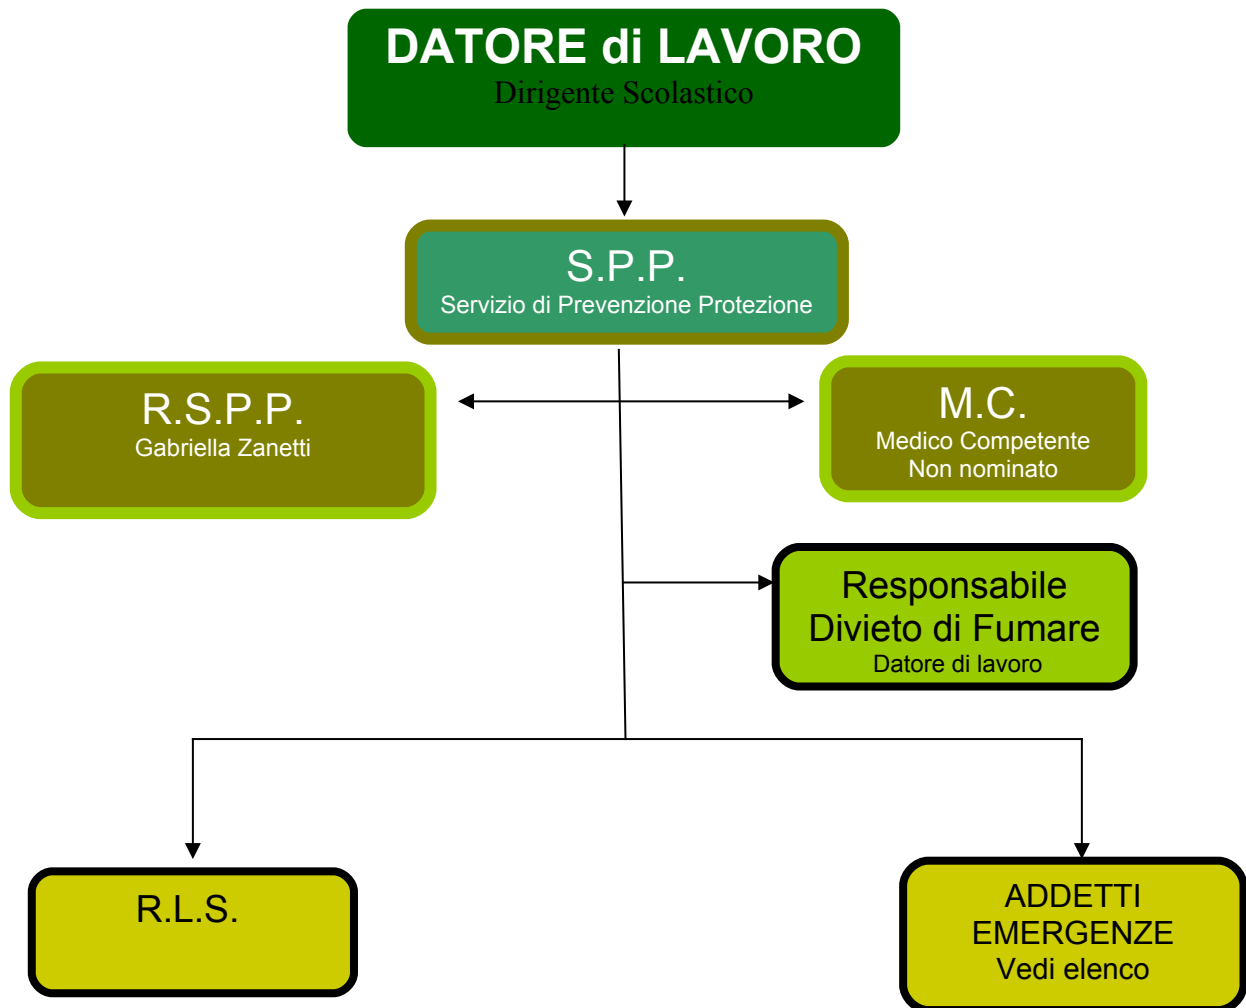 DATORE di LAVORO
Dirigente Scolastico
S.P.P.
Servizio di Prevenzione Protezione
R.S.P.P.
Gabriella Zanetti
M.C.
Medico Competente
Non nominato
Responsabile
Divieto di Fumare
Datore di lavoro
R.L.S.
ADDETTI
EMERGENZE
Vedi elenco